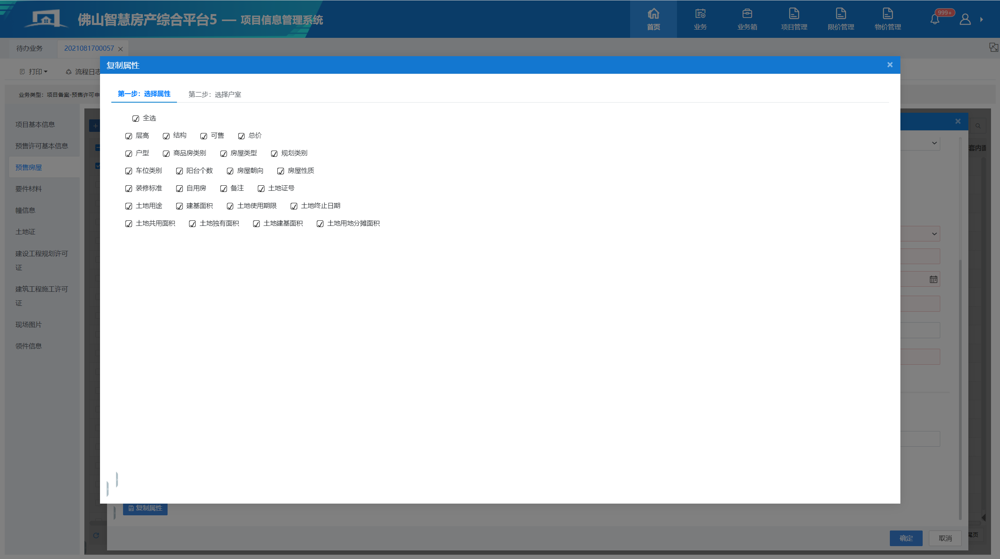 佛山智慧房产综合平台5 — 项目信息管理系统
首页
业务
业务箱
项目管理
限价管理
物价管理
999+
待办业务
2021081700057
打印
流程日志
业务类型：项目备案-预售许可申
项目基本信息
预售许可基本信息
预售房屋
要件材料
幢信息
土地证
建设工程规划许可
证
建筑工程施工许可
证
现场图片
领件信息
复制属性
第一步：选择属性 第二步：选择户室
全选
层高 结构 可售 总价
户型 商品房类别 房屋类型 规划类别
车位类别 阳台个数 房屋朝向 房屋性质
装修标准 自用房 备注 土地证号
土地用途 建基面积 土地使用期限 土地终止日期
土地共用面积 土地独有面积 土地建基面积 土地用地分摊面积
套内面
复制属性
确定 取消
尾页